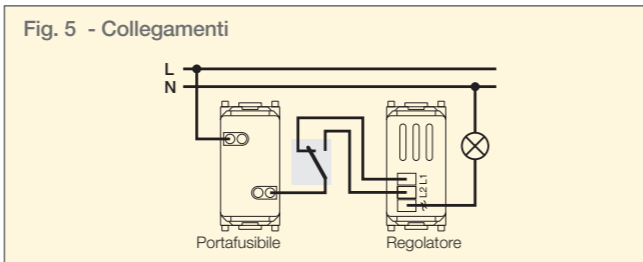 Fig. 5 - Collegamenti
L
N
L1
L2
Portafusibile
Regolatore